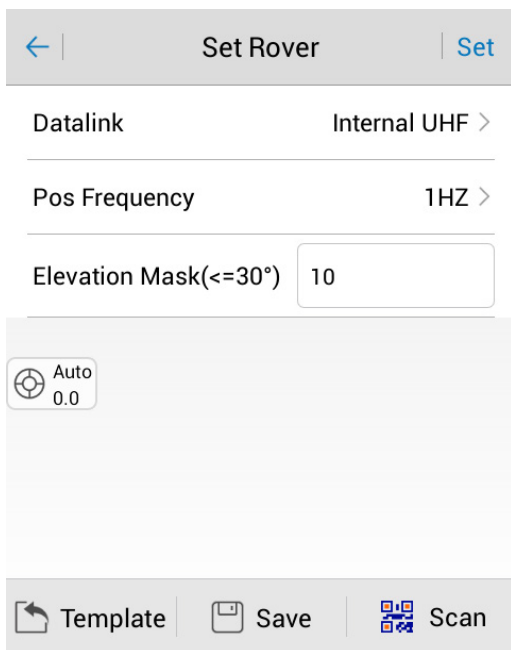 Set Rover Set
Datalink Internal UHF
Pos Frequency 1HZ
Elevation Mask(<=30°) 10
Auto
0.0
Template Save Scan